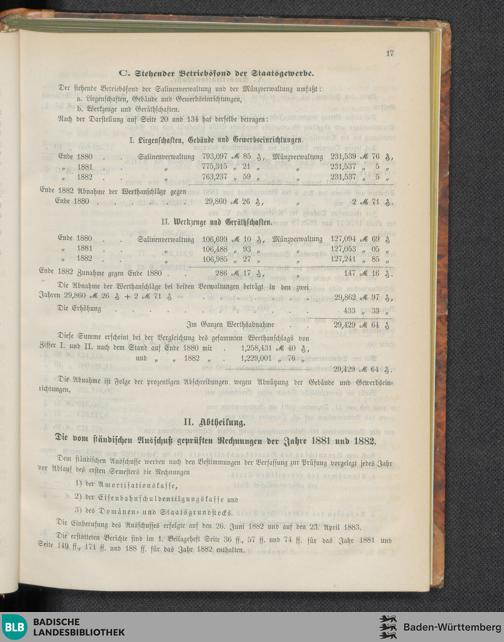 17
C. Stehender Betriebsfond der Staatsgewerbe.
Der stehende Betriebsfond der Salinenverwaltung und der Münzverwaltung umfaßt:
a. Liegenschaften, Gebäude und Gewerbseinrichtungen,
b. Werkzeuge und Geräthschaften.
Nach der Darstellung auf Seite 20 und 134 hat derselbe betragen:
I. Liegenschaften, Gebäude und Gewerbseinrichtungen.
Ende 1880 . . Salinenverwaltung 793,097 ℳ 85 ₰, Münzverwaltung 231,539 ℳ 76 ₰,
„ 1881 . . „ 775,315 „ 21 „ „ 231,537 „ 5 „
„ 1882 . . „ 763,237 „ 59 „ „ 231,537 „ 5 „
Ende 1882 Abnahme der Werthanschläge gegen
Ende 1880 . . . . 29,860 ℳ 26 ₰, „ 2 ℳ 71 ₰.
II. Werkzeuge und Geräthschaften.
Ende 1880 . . Salinenverwaltung 106,699 ℳ 10 ₰, Münzverwaltung 127,094 ℳ 69 ₰
„ 1881 . . „ 106,488 „ 93 „ „ 127,053 „ 05 „
„ 1882 . . „ 106,985 „ 27 „ „ 127,241 „ 85 „
Ende 1882 Zunahme gegen Ende 1880 . 286 ℳ 17 ₰, „ 147 ℳ 16 ₰.
Die Abnahme der Werthanschläge bei beiden Verwaltungen beträgt in den zwei
Jahren 29,860 ℳ 26 ₰ + 2 ℳ 71 ₰ . . . 29,862 ℳ 97 ₰,
Die Erhöhung . . . 433 „ 33 „
Im Ganzen Werthsabnahme . 29,429 ℳ 64 ₰
Diese Summe erscheint bei der Vergleichung des gesammten Werthanschlags von
Ziffer I. und II. nach dem Stand auf Ende 1880 mit . 1,258,431 ℳ 40 ₰,
und „ „ 1882 „ . 1,229,001 „ 76 „
29,429 ℳ 64 ₰.
Die Abnahme ist Folge der prozentigen Abschreibungen wegen Abnützung der Gebäude und Gewerbsein-
richtungen.
II. Abtheilung.
Die vom ständischen Ausschuß geprüften Rechnungen der Jahre 1881 und 1882.
Dem ständischen Ausschusse werden nach den Bestimmungen der Verfassung zur Prüfung vorgelegt jedes Jahr
vor Ablauf des ersten Semesters die Rechnungen
1) der Amortisationskasse,
2) der Eisenbahnschuldentilgungskasse und
3) des Domänen- und Staatsgrundstocks.
Die Einberufung des Ausschusses erfolgte auf den 26. Juni 1882 und auf den 23. April 1883.
Die erstatteten Berichte sind im 1. Beilagenheft Seite 36 ff., 57 ff. und 74 ff. für das Jahr 1881 und
Seite 149 ff., 171 ff. und 188 ff. für das Jahr 1882 enthalten.
BLB BADISCHE
LANDESBIBLIOTHEK
Baden-Württemberg